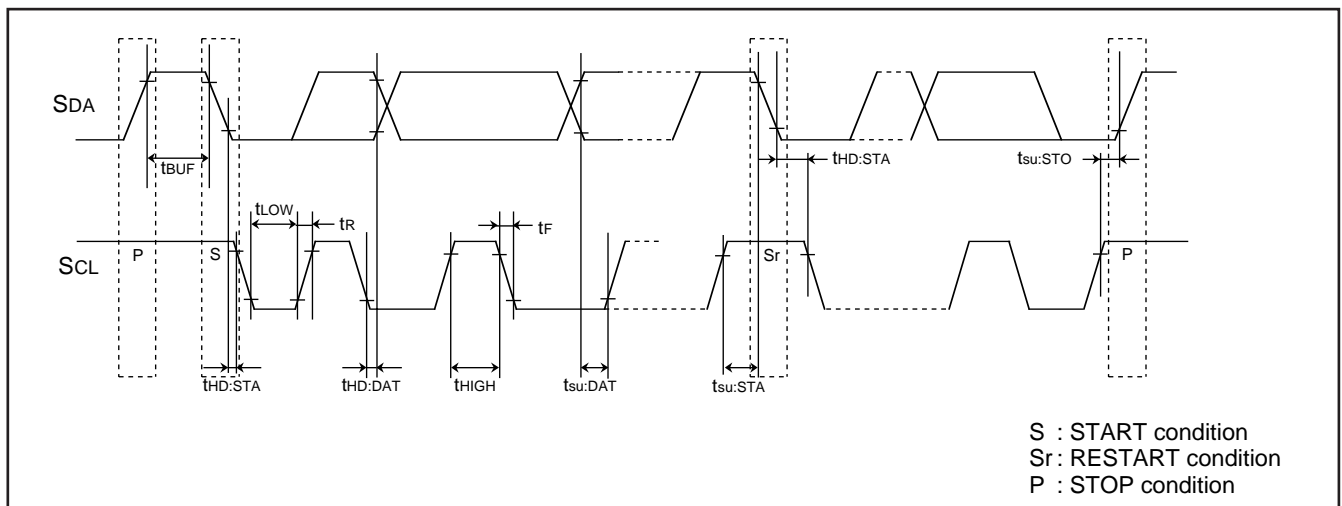 SDA
tBUF
tHD:STA
tsu:STO
tLOW
tR
tF
SCL
P
S
Sr
P
tHD:STA
tHD:DAT
tHIGH
tsu:DAT
tsu:STA
S : START condition
Sr : RESTART condition
P : STOP condition